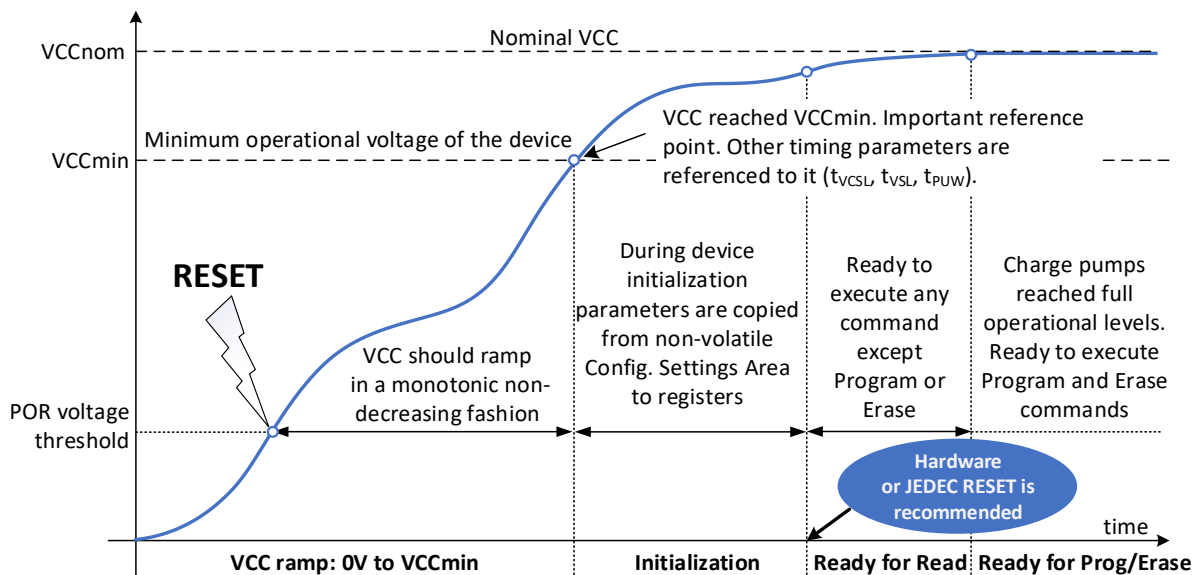 VCCnom
Nominal VCC
Minimum operational voltage of the device
VCCmin
VCC reached VCCmin. Important reference
point. Other timing parameters are
referenced to it (tVCSL, tVSL, tPUW).
RESET
VCC should ramp
in a monotonic non-
decreasing fashion
During device
initialization
parameters are copied
from non-volatile
Config. Settings Area
to registers
Ready to
execute any
command
except
Program or
Erase
Charge pumps
reached full
operational levels.
Ready to execute
Program and Erase
commands
POR voltage
threshold
Hardware
or JEDEC RESET is
recommended
time
VCC ramp: 0V to VCCmin
Initialization
Ready for Read
Ready for Prog/Erase